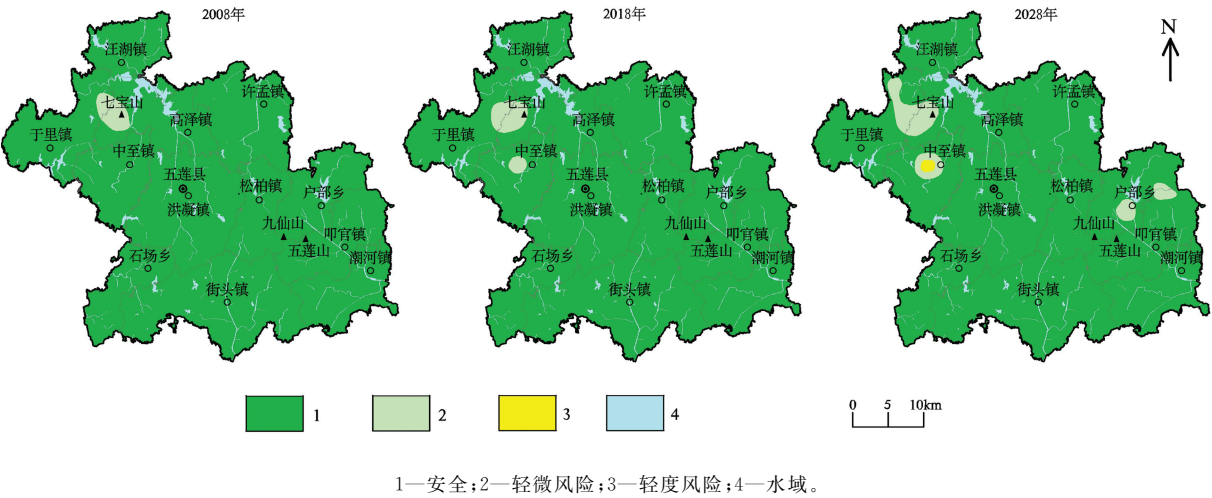 2008年
汪湖镇
七宝山
许孟镇
高泽镇
于里镇
中至镇
五莲县
洪凝镇
松柏镇
户部乡
九仙山
五莲山
叩官镇
潮河镇
石场乡
街头镇
2018年
汪湖镇
七宝山
许孟镇
高泽镇
于里镇
中至镇
五莲县
洪凝镇
松柏镇
户部乡
九仙山
五莲山
叩官镇
潮河镇
石场乡
街头镇
2028年
N
汪湖镇
七宝山
许孟镇
高泽镇
于里镇
中至镇
五莲县
洪凝镇
松柏镇
户部乡
九仙山
五莲山
叩官镇
潮河镇
石场乡
街头镇
1 2 3 4
0 5 10km
1—安全;2—轻微风险;3—轻度风险;4—水域。